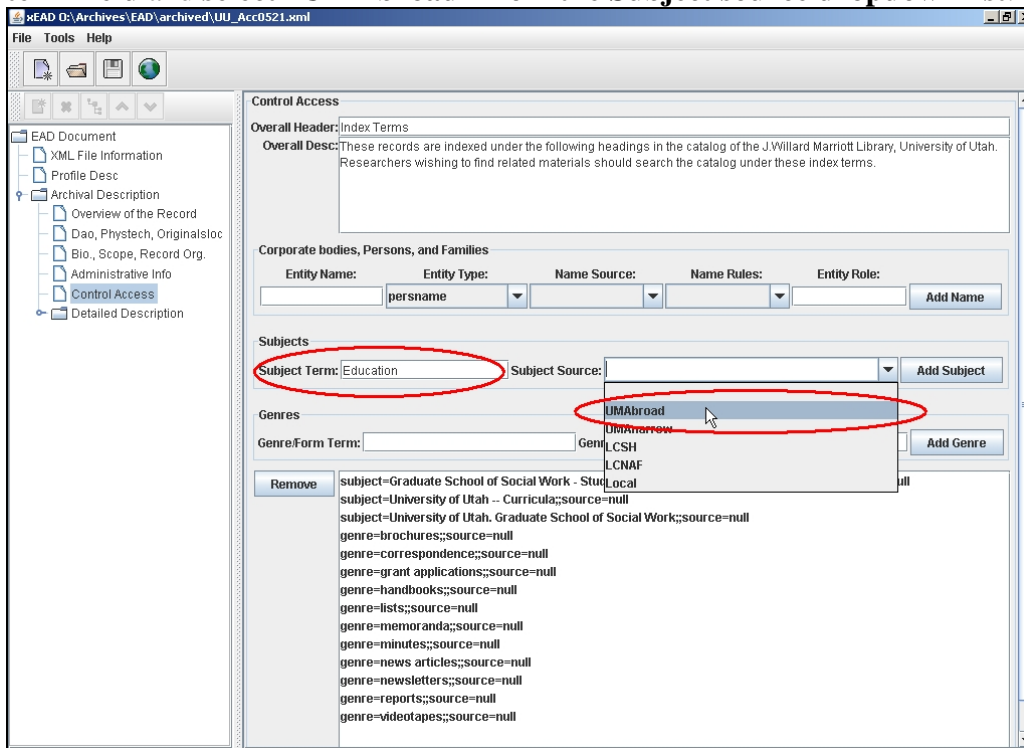 xEAD O:\Archives\EAD\archived\UU_Acc0521.xml
File Tools Help
EAD Document
XML File Information
Profile Desc
Archival Description
Overview of the Record
Dao, Phystech, Originalsloc
Bio., Scope, Record Org.
Administrative Info
Control Access
Detailed Description
Control Access
Overall Header: Index Terms
Overall Desc: These records are indexed under the following headings in the catalog of the J.Willard Marriott Library, University of Utah.
Researchers wishing to find related materials should search the catalog under these index terms.
Corporate bodies, Persons, and Families
Entity Name: Entity Type: Name Source: Name Rules: Entity Role:
persname Add Name
Subjects
Subject Term: Education Subject Source: Add Subject
UMAbroad
UMAnarrow
LCSH
LCNAF
Local
Genres
Genre/Form Term: Add Genre
Remove
subject=Graduate School of Social Work -
subject=University of Utah -- Curricula;;source=null
subject=University of Utah. Graduate School of Social Work;;source=null
genre=brochures;;source=null
genre=correspondence;;source=null
genre=grant applications;;source=null
genre=handbooks;;source=null
genre=lists;;source=null
genre=memoranda;;source=null
genre=minutes;;source=null
genre=news articles;;source=null
genre=newsletters;;source=null
genre=reports;;source=null
genre=videotapes;;source=null